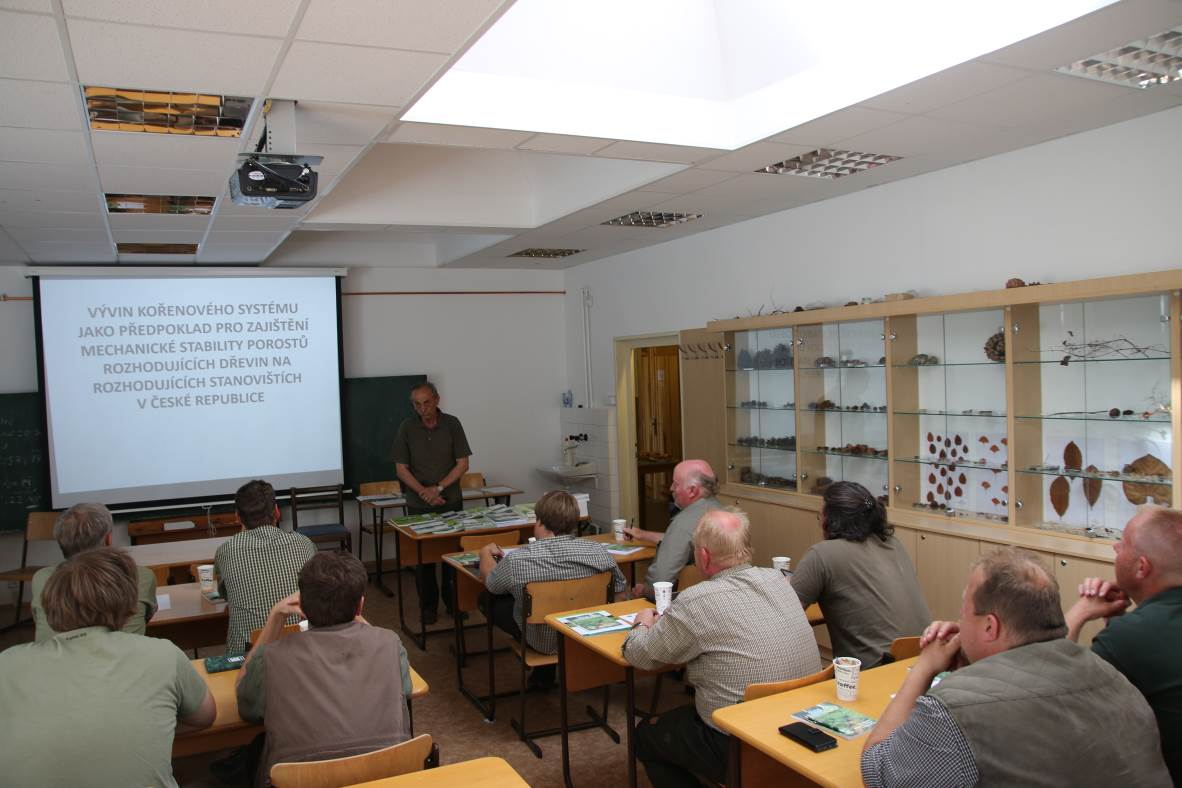 VÝVIN KOŘENOVÉHO SYSTÉMU
JAKO PŘEDPOKLAD PRO ZAJIŠTĚNÍ
MECHANICKÉ STABILITY POROSTŮ
ROZHODUJÍCÍCH DŘEVIN NA
ROZHODUJÍCÍCH STANOVIŠTÍCH
V ČESKÉ REPUBLICE